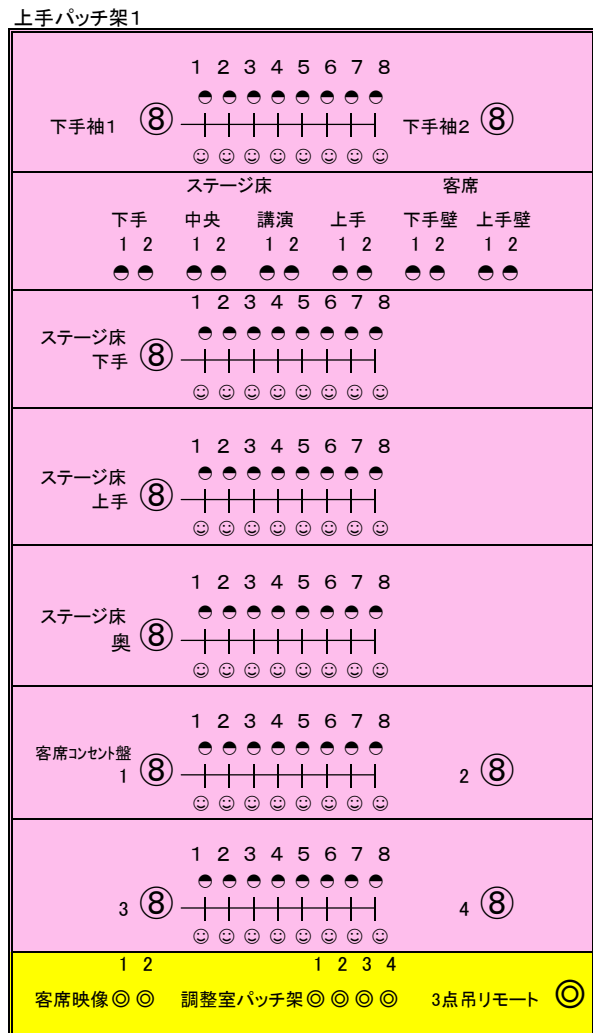 上手パッチ架1
1 2 3 4 5 6 7 8
下手袖1 ⑧ 下手袖2 ⑧
ステージ床 客席
下手 中央 講演 上手 下手壁 上手壁
1 2 1 2 1 2 1 2 1 2 1 2
1 2 3 4 5 6 7 8
ステージ床
下手 ⑧
1 2 3 4 5 6 7 8
ステージ床
上手 ⑧
1 2 3 4 5 6 7 8
ステージ床
奥 ⑧
1 2 3 4 5 6 7 8
客席コンセント盤
1 ⑧ 2 ⑧
1 2 3 4 5 6 7 8
3 ⑧ 4 ⑧
1 2 1 2 3 4
客席映像◎◎ 調整室パッチ架◎◎◎◎ 3点吊リモート ◎